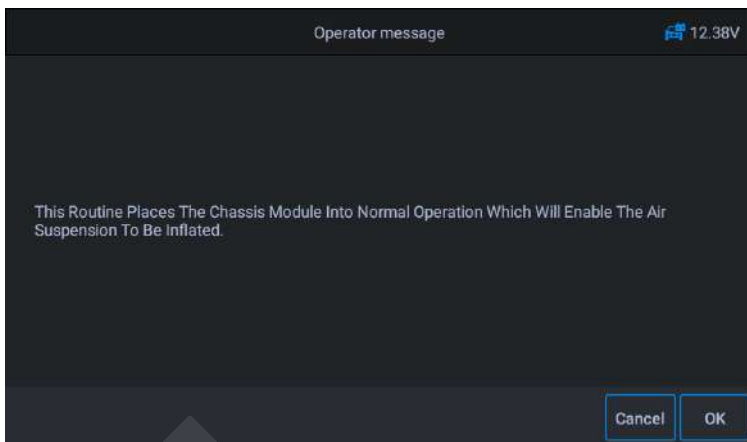 Operator message
12.38V
This Routine Places The Chassis Module Into Normal Operation Which Will Enable The Air
Suspension To Be Inflated.
Cancel
OK